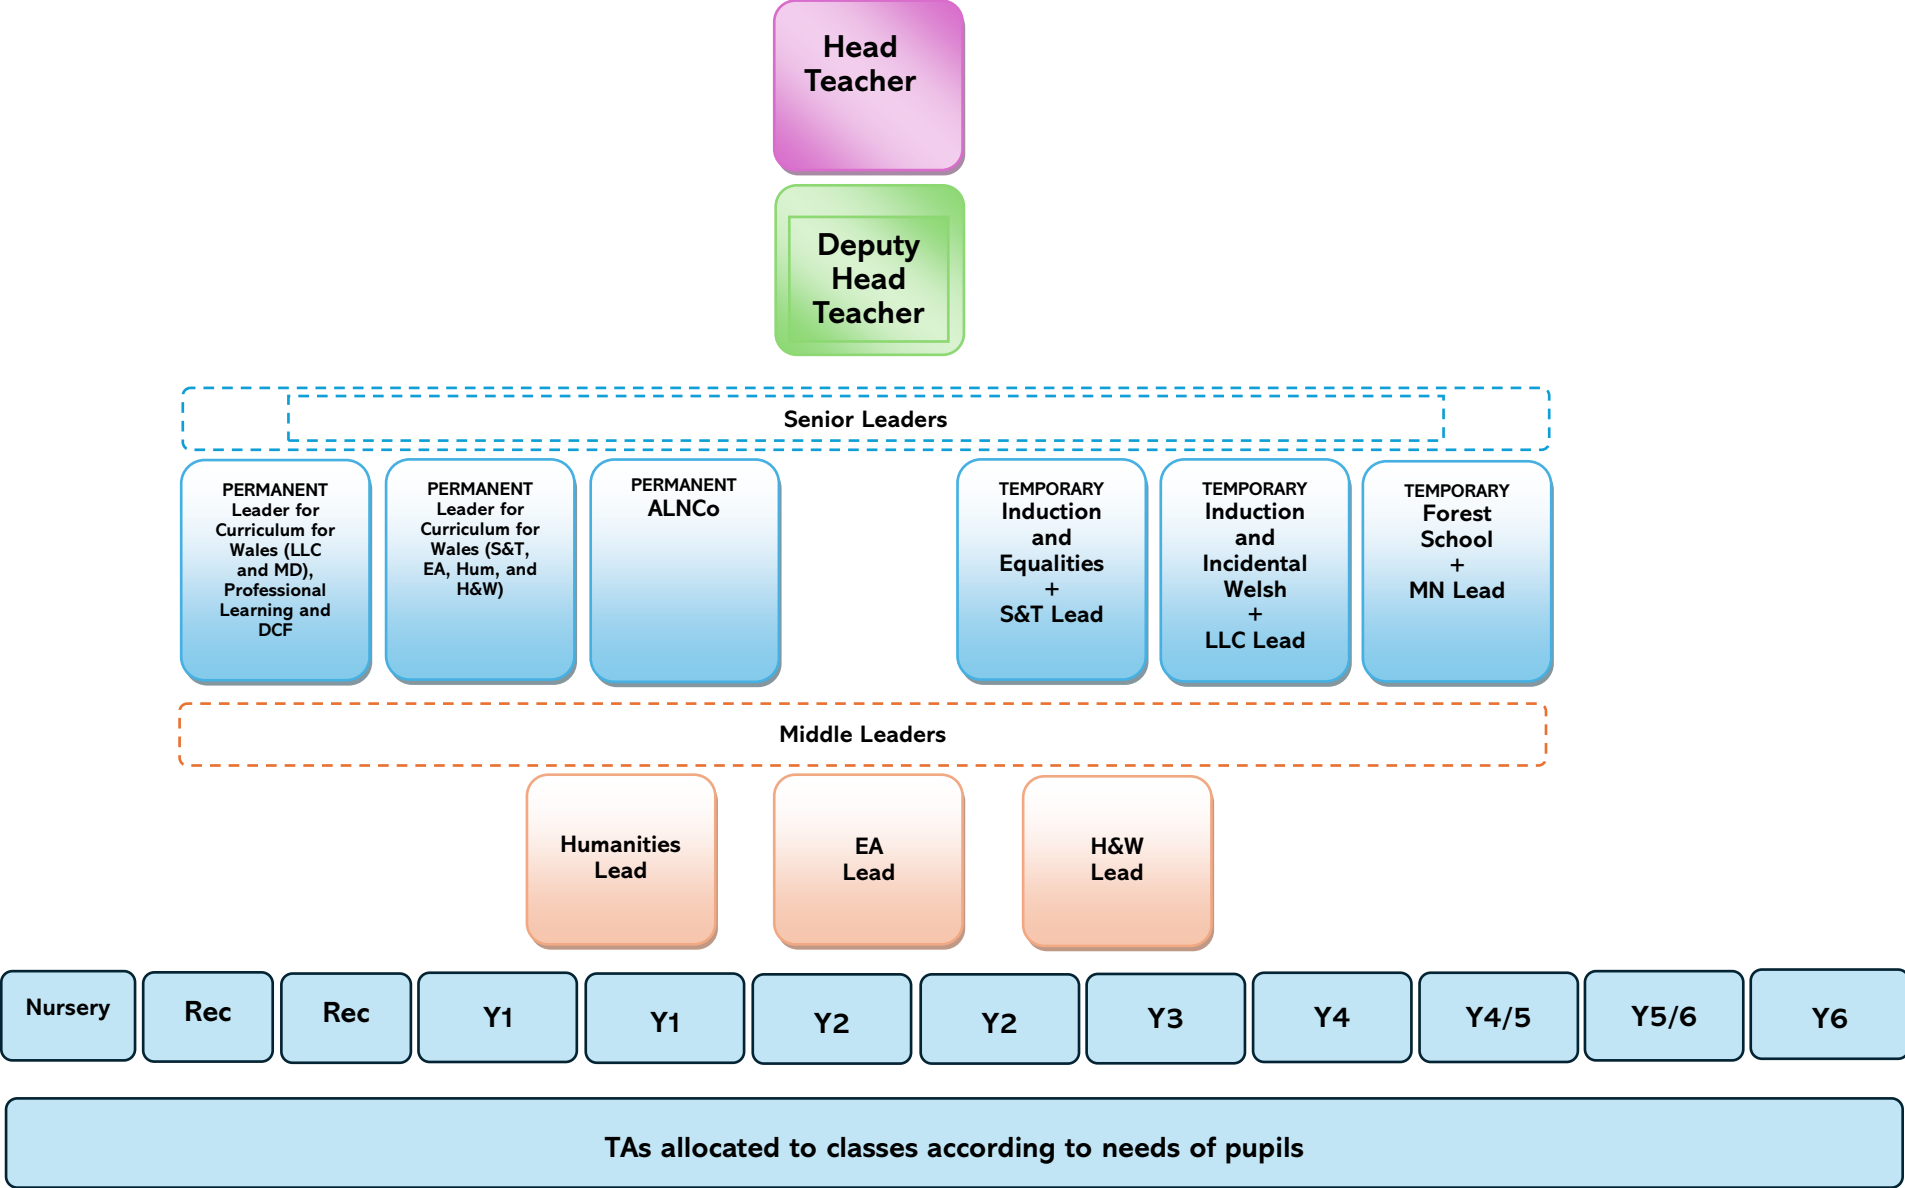 Head
Teacher
Deputy
Head
Teacher
Senior Leaders
PERMANENT
Leader for
Curriculum for
Wales (LLC
and MD),
Professional
Learning and
DCF
PERMANENT
Leader for
Curriculum for
Wales (S&T,
EA, Hum, and
H&W)
PERMANENT
ALNCo
TEMPORARY
Induction
and
Equalities
+
S&T Lead
TEMPORARY
Induction
and
Incidental
Welsh
+
LLC Lead
TEMPORARY
Forest
School
+
MN Lead
Middle Leaders
Humanities
Lead
EA
Lead
H&W
Lead
Nursery
Rec
Rec
Y1
Y1
Y2
Y2
Y3
Y4
Y4/5
Y5/6
Y6
TAs allocated to classes according to needs of pupils